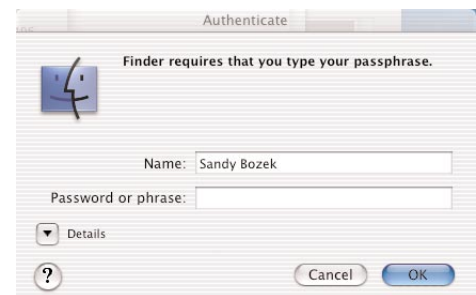 Authenticate
Finder requires that you type your passphrase.
Name: Sandy Bozek
Password or phrase:
Details
? Cancel OK